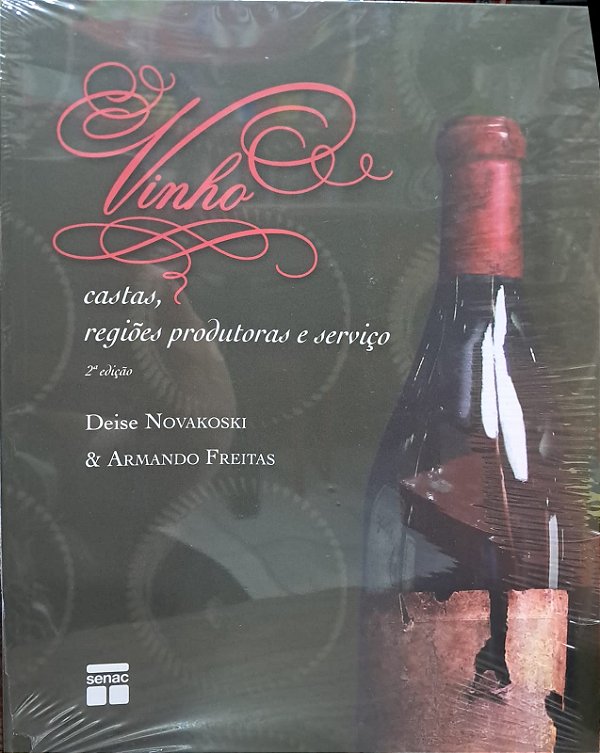 Vinho
castas,
regiões produtoras e serviço
2ª edição
Deise NOVAKOSKI
& ARMANDO FREITAS
senac